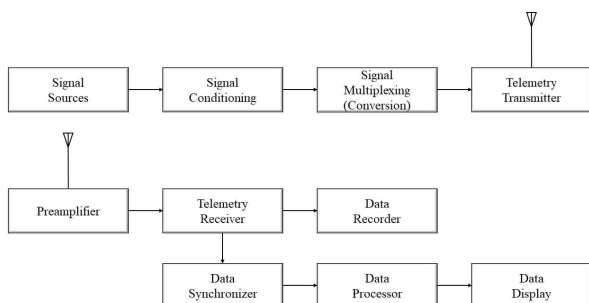 Signal
Sources
Signal
Conditioning
Signal
Multiplexing
(Conversion)
Telemetry
Transmitter
Preamplifier
Telemetry
Receiver
Data
Recorder
Data
Synchronizer
Data
Processor
Data
Display